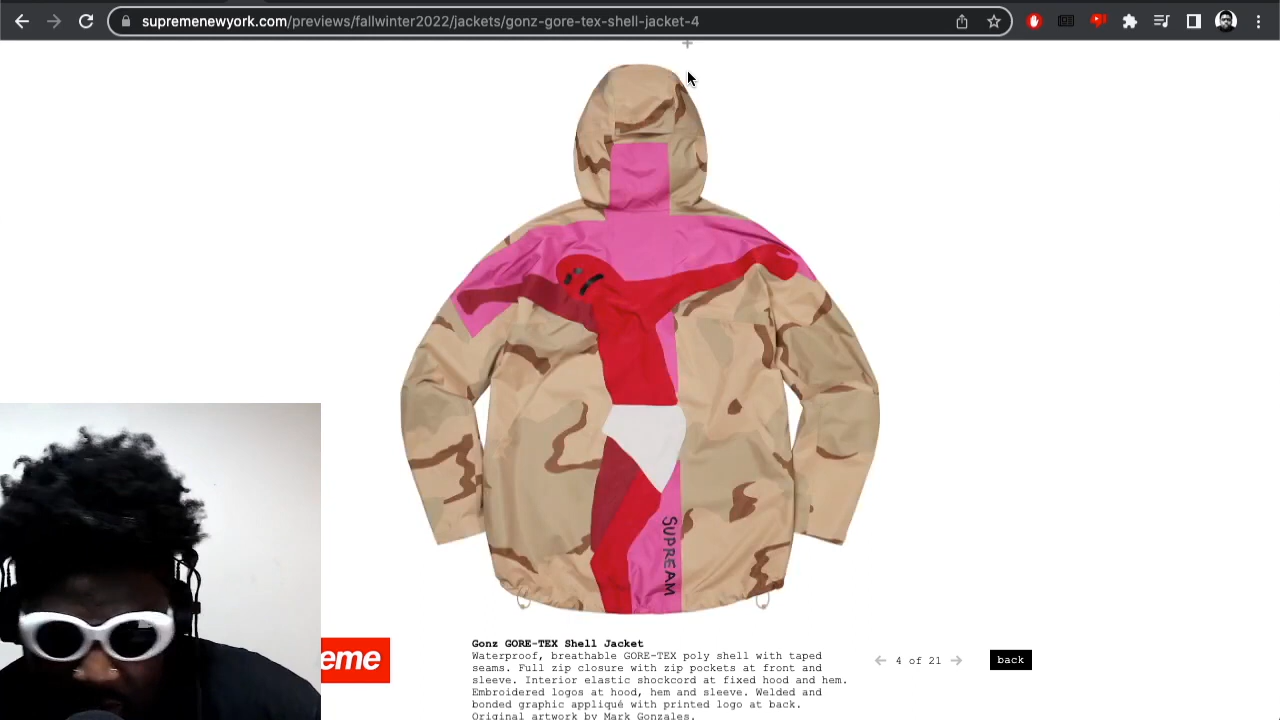 supremenewyork.com/previews/fallwinter2022/jackets/gonz-gore-tex-shell-jacket-4
SUPREAM
eme
Gonz GORE-TEX Shell Jacket
Waterproof, breathable GORE-TEX poly shell with taped
seams. Full zip closure with zip pockets at front and
sleeve. Interior elastic shockcord at fixed hood and hem.
Embroidered logos at hood, hem and sleeve. Welded and
bonded graphic appliqué with printed logo at back.
Original artwork by Mark Gonzales.
4 of 21
back